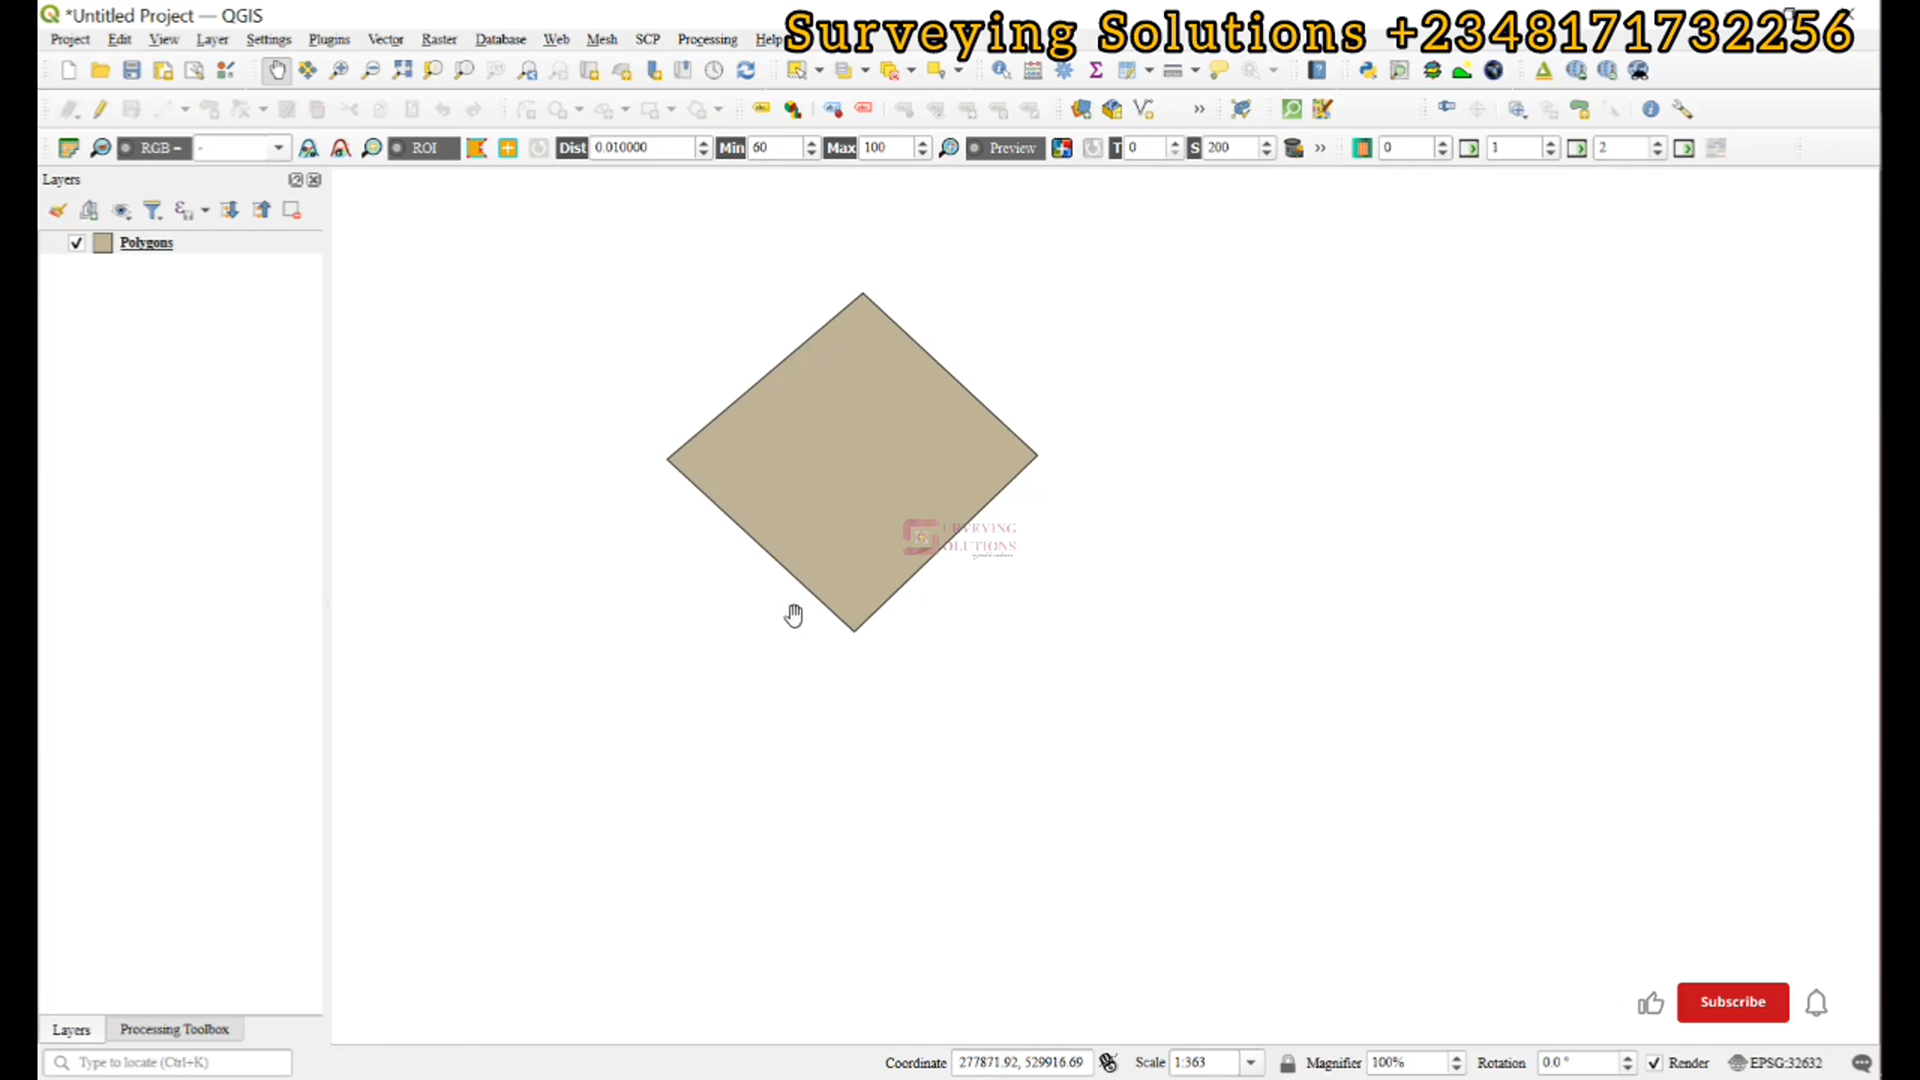 *Untitled Project — QGIS
Surveying Solutions +2348171732256
Project Edit View Layer Settings Plugins Vector Raster Database Web Mesh SCP Processing Help
RGB = - ROI Dist 0.010000 Min 60 Max 100 Preview T 0 S 200 » 0 1 2
Layers
Polygons
URVEYING
OLUTIONS
Subscribe
Layers Processing Toolbox
Type to locate (Ctrl+K) Coordinate 277871.92, 529916.69 Scale 1:363 Magnifier 100% Rotation 0.0 ° Render EPSG:32632